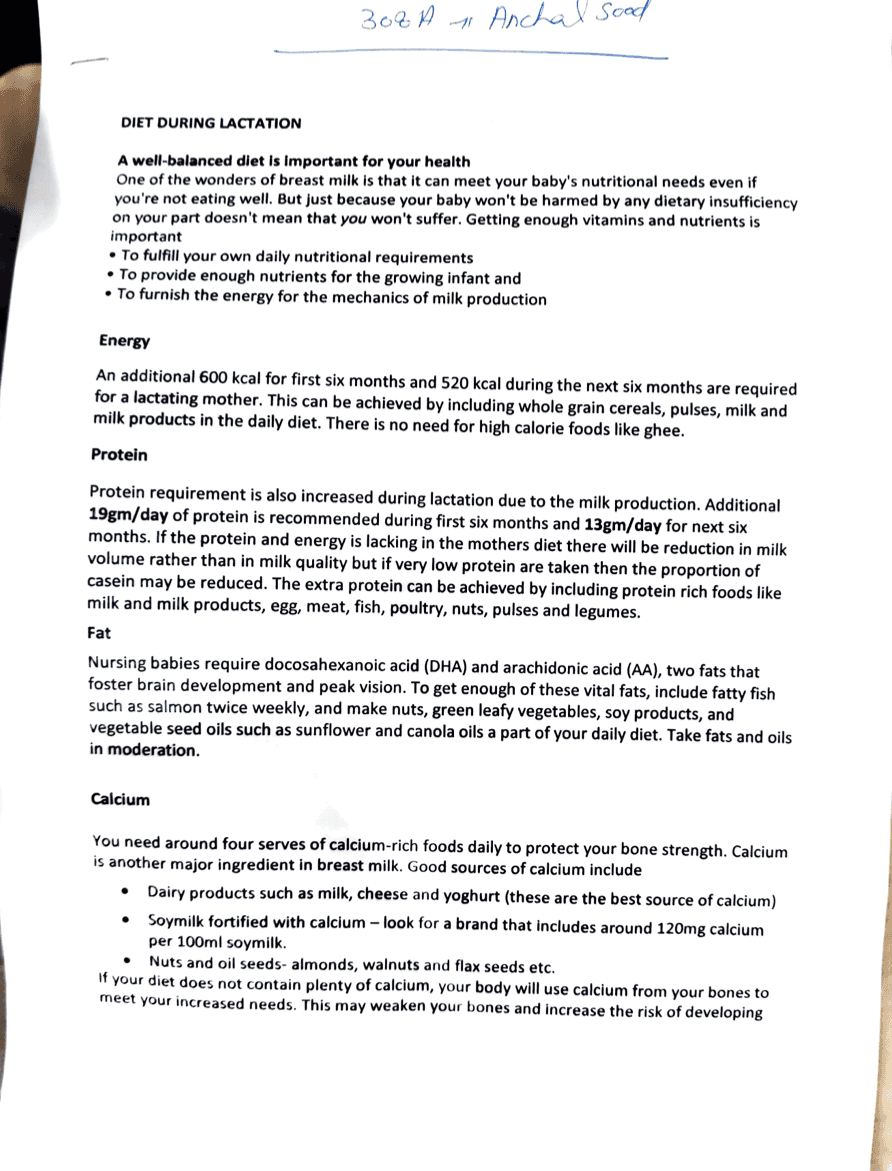 308 A Anchal Sood
DIET DURING LACTATION
A well-balanced diet is important for your health
One of the wonders of breast milk is that it can meet your baby's nutritional needs even if
you're not eating well. But just because your baby won't be harmed by any dietary insufficiency
on your part doesn't mean that you won't suffer. Getting enough vitamins and nutrients is
important
• To fulfill your own daily nutritional requirements
• To provide enough nutrients for the growing infant and
• To furnish the energy for the mechanics of milk production
Energy
An additional 600 kcal for first six months and 520 kcal during the next six months are required
for a lactating mother. This can be achieved by including whole grain cereals, pulses, milk and
milk products in the daily diet. There is no need for high calorie foods like ghee.
Protein
Protein requirement is also increased during lactation due to the milk production. Additional
19gm/day of protein is recommended during first six months and 13gm/day for next six
months. If the protein and energy is lacking in the mothers diet there will be reduction in milk
volume rather than in milk quality but if very low protein are taken then the proportion of
casein may be reduced. The extra protein can be achieved by including protein rich foods like
milk and milk products, egg, meat, fish, poultry, nuts, pulses and legumes.
Fat
Nursing babies require docosahexanoic acid (DHA) and arachidonic acid (AA), two fats that
foster brain development and peak vision. To get enough of these vital fats, include fatty fish
such as salmon twice weekly, and make nuts, green leafy vegetables, soy products, and
vegetable seed oils such as sunflower and canola oils a part of your daily diet. Take fats and oils
in moderation.
Calcium
You need around four serves of calcium-rich foods daily to protect your bone strength. Calcium
is another major ingredient in breast milk. Good sources of calcium include
• Dairy products such as milk, cheese and yoghurt (these are the best source of calcium)
• Soymilk fortified with calcium – look for a brand that includes around 120mg calcium
per 100ml soymilk.
• Nuts and oil seeds- almonds, walnuts and flax seeds etc.
If your diet does not contain plenty of calcium, your body will use calcium from your bones to
meet your increased needs. This may weaken your bones and increase the risk of developing